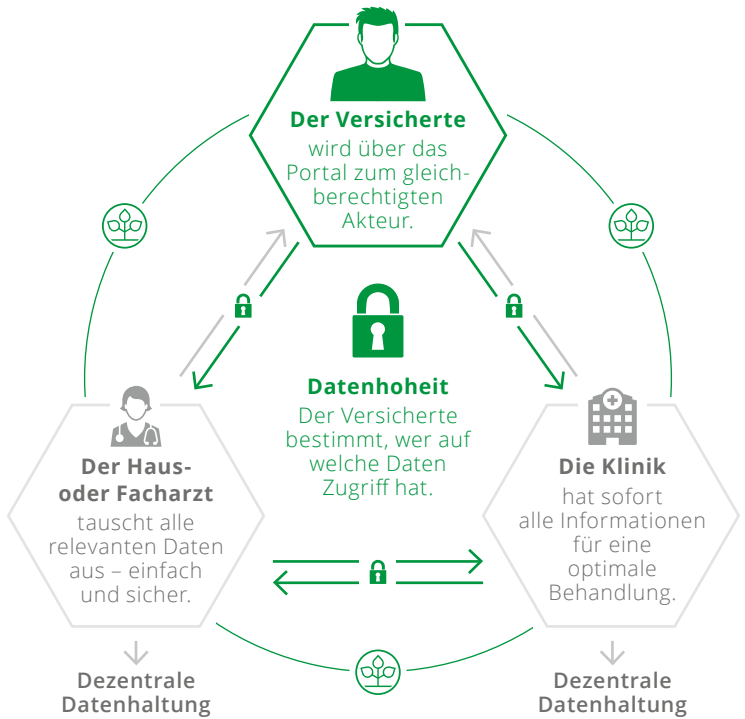 Der Versicherte
wird über das
Portal zum gleich-
berechtigten
Akteur.
Datenhoheit
Der Versicherte
bestimmt, wer auf
welche Daten
Zugriff hat.
Der Haus-
oder Facharzt
tauscht alle
relevanten Daten
aus – einfach
und sicher.
Die Klinik
hat sofort
alle Informationen
für eine
optimale
Behandlung.
Dezentrale
Datenhaltung
Dezentrale
Datenhaltung